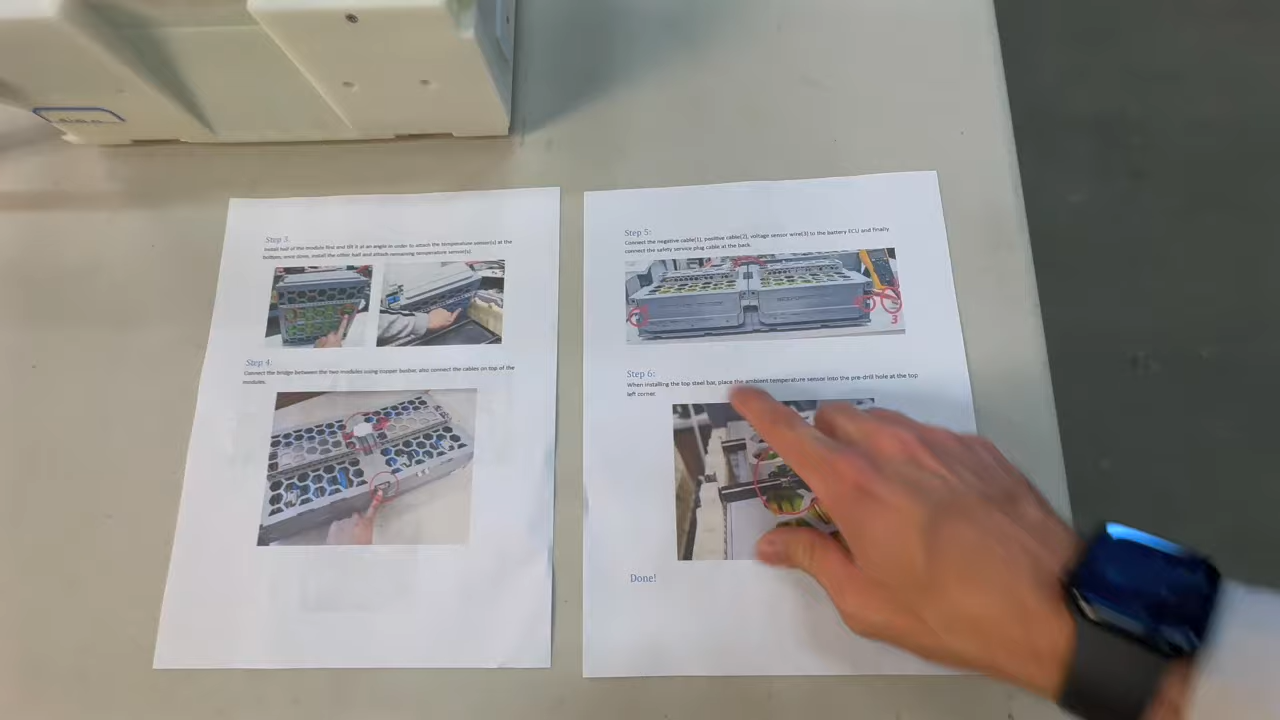 Step 3.
Install half of the module first and tilt it at an angle in order to attach the temperature sensor(s) at the
bottom; once done, install the other half and attach remaining temperature sensor(s).
Step 4:
Connect the bridge between the two modules using copper busbar, also connect the cables on top of the
modules.
Step 5:
Connect the negative cable(1), positive cable(2), voltage sensor wire(3) to the battery ECU and finally
connect the safety service plug cable at the back.
3
Step 6:
When installing the top steel bar, place the ambient temperature sensor into the pre-drill hole at the top
left corner.
Done!